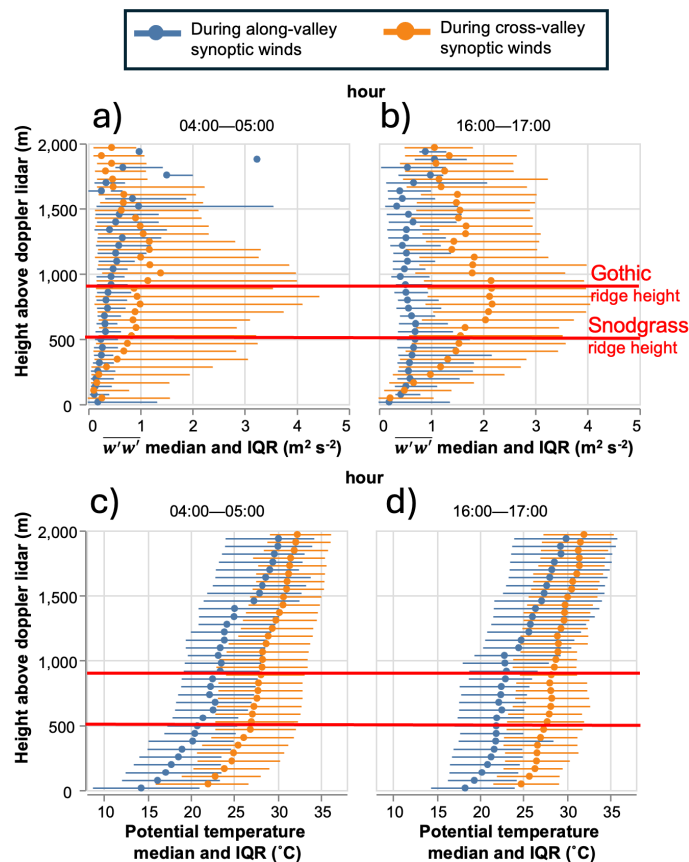 During along-valley
synoptic winds
During cross-valley
synoptic winds
hour
a)
04:00—05:00
b)
16:00—17:00
Height above doppler lidar (m)
2,000
1,500
1,000
500
0
Gothic
ridge height
Snodgrass
ridge height
0 1 2 3 4 5
0 1 2 3 4 5
w′w′ median and IQR (m² s⁻²)
w′w′ median and IQR (m² s⁻²)
hour
c)
04:00—05:00
d)
16:00—17:00
Height above doppler lidar (m)
2,000
1,500
1,000
500
0
10 15 20 25 30 35
10 15 20 25 30 35
Potential temperature
median and IQR (˚C)
Potential temperature
median and IQR (˚C)